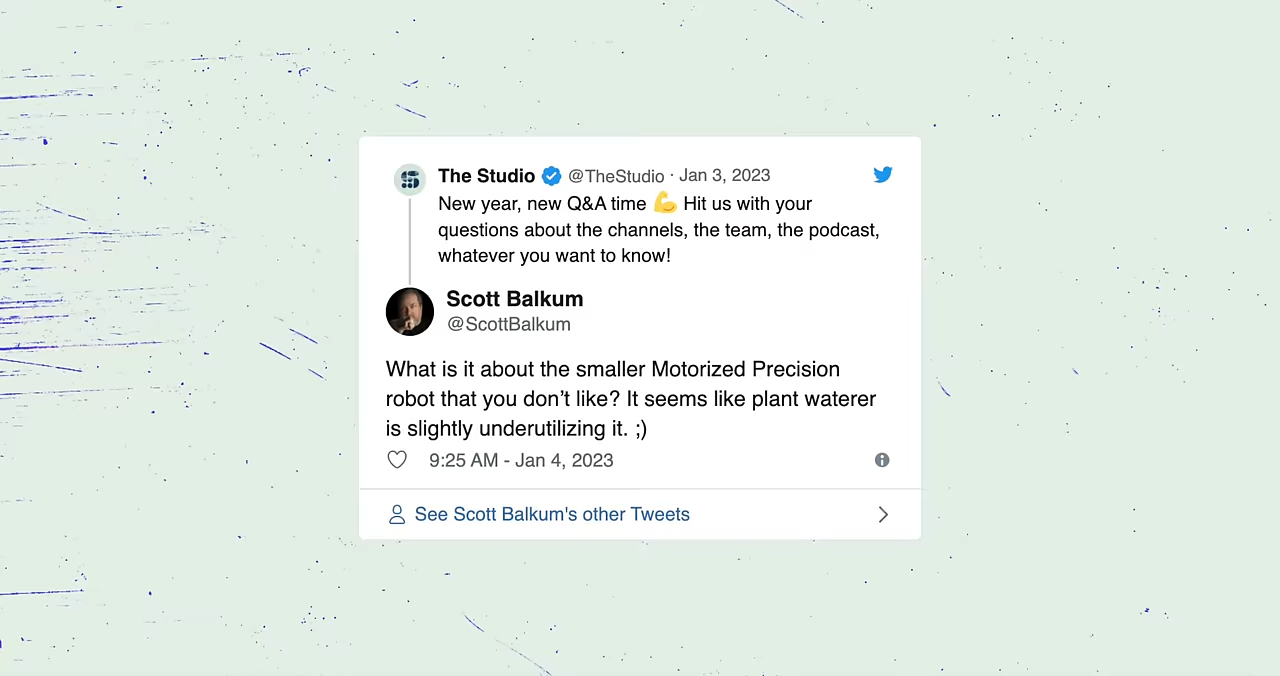 The Studio @TheStudio · Jan 3, 2023
New year, new Q&A time 💪 Hit us with your
questions about the channels, the team, the podcast,
whatever you want to know!
Scott Balkum
@ScottBalkum
What is it about the smaller Motorized Precision
robot that you don’t like? It seems like plant waterer
is slightly underutilizing it. ;)
9:25 AM - Jan 4, 2023
See Scott Balkum's other Tweets